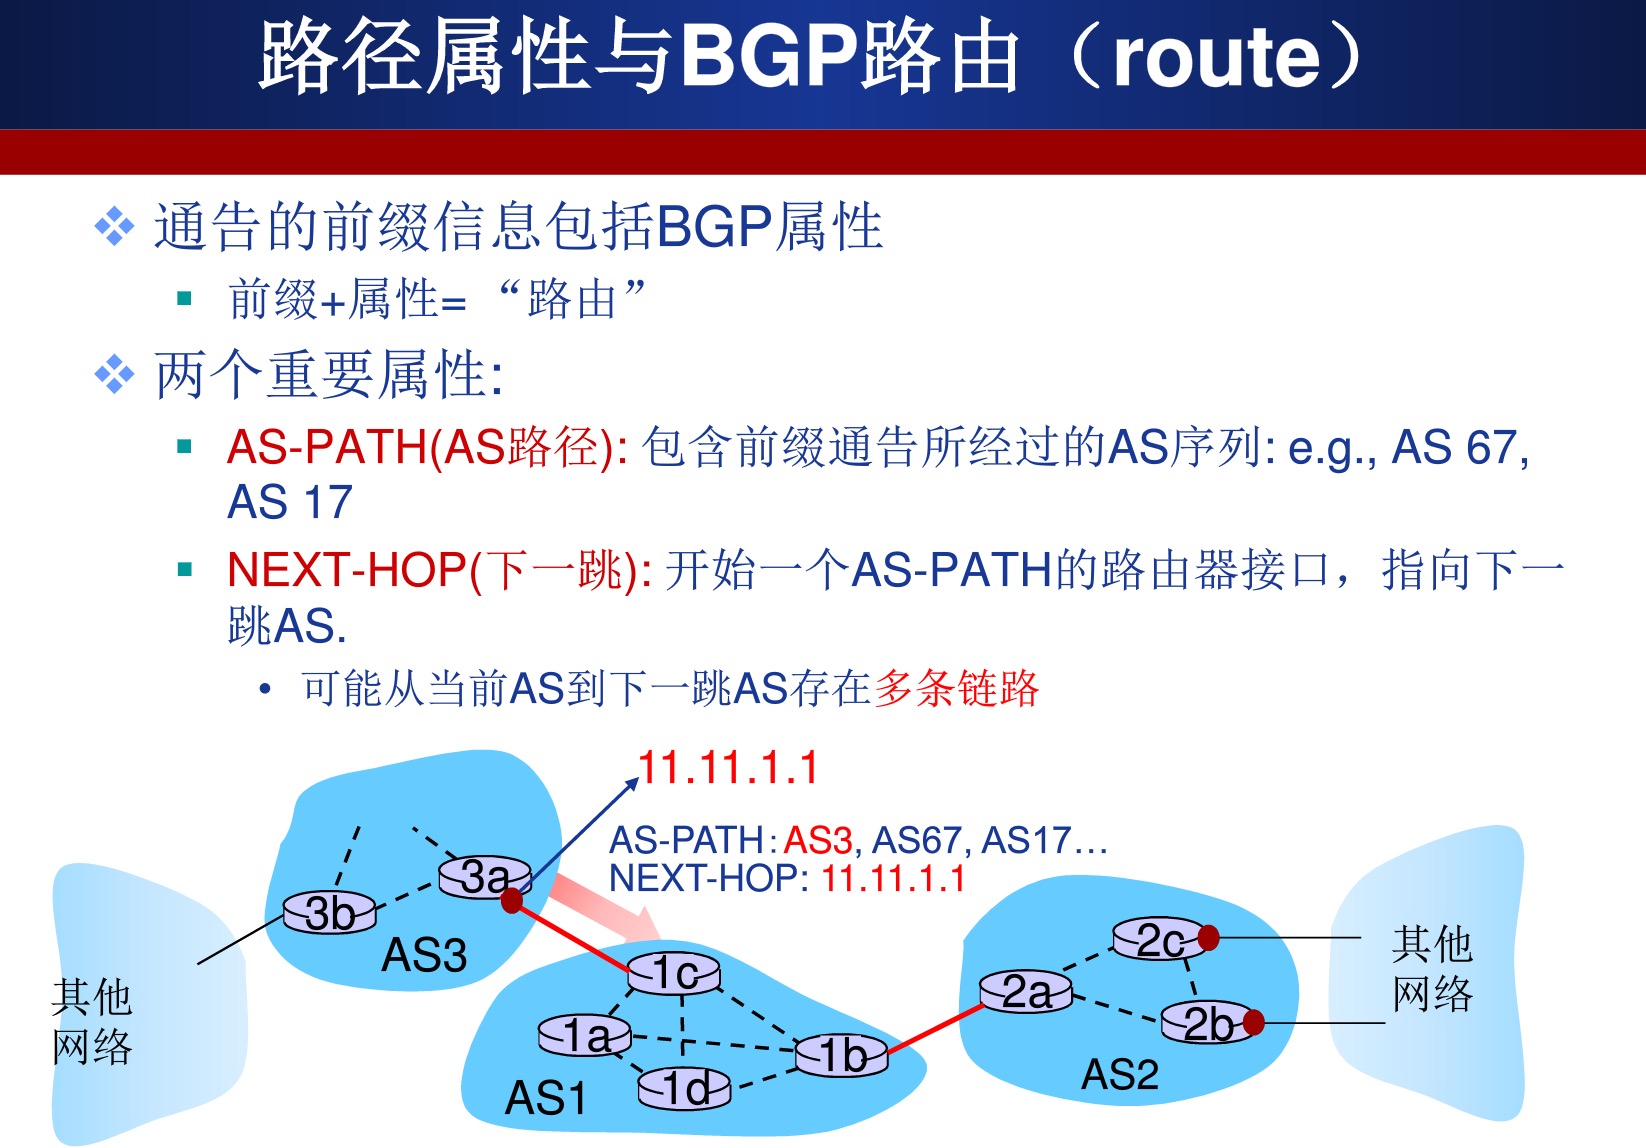 路径属性与BGP路由（route）
通告的前缀信息包括BGP属性
前缀+属性= “路由”
两个重要属性:
AS-PATH(AS路径): 包含前缀通告所经过的AS序列: e.g., AS 67,
AS 17
NEXT-HOP(下一跳): 开始一个AS-PATH的路由器接口，指向下一
跳AS.
• 可能从当前AS到下一跳AS存在多条链路
11.11.1.1
AS-PATH：AS3, AS67, AS17…
NEXT-HOP: 11.11.1.1
3a
3b
AS3
其他
网络
1c
1a
1b
1d
AS1
2c
2a
2b
AS2
其他
网络